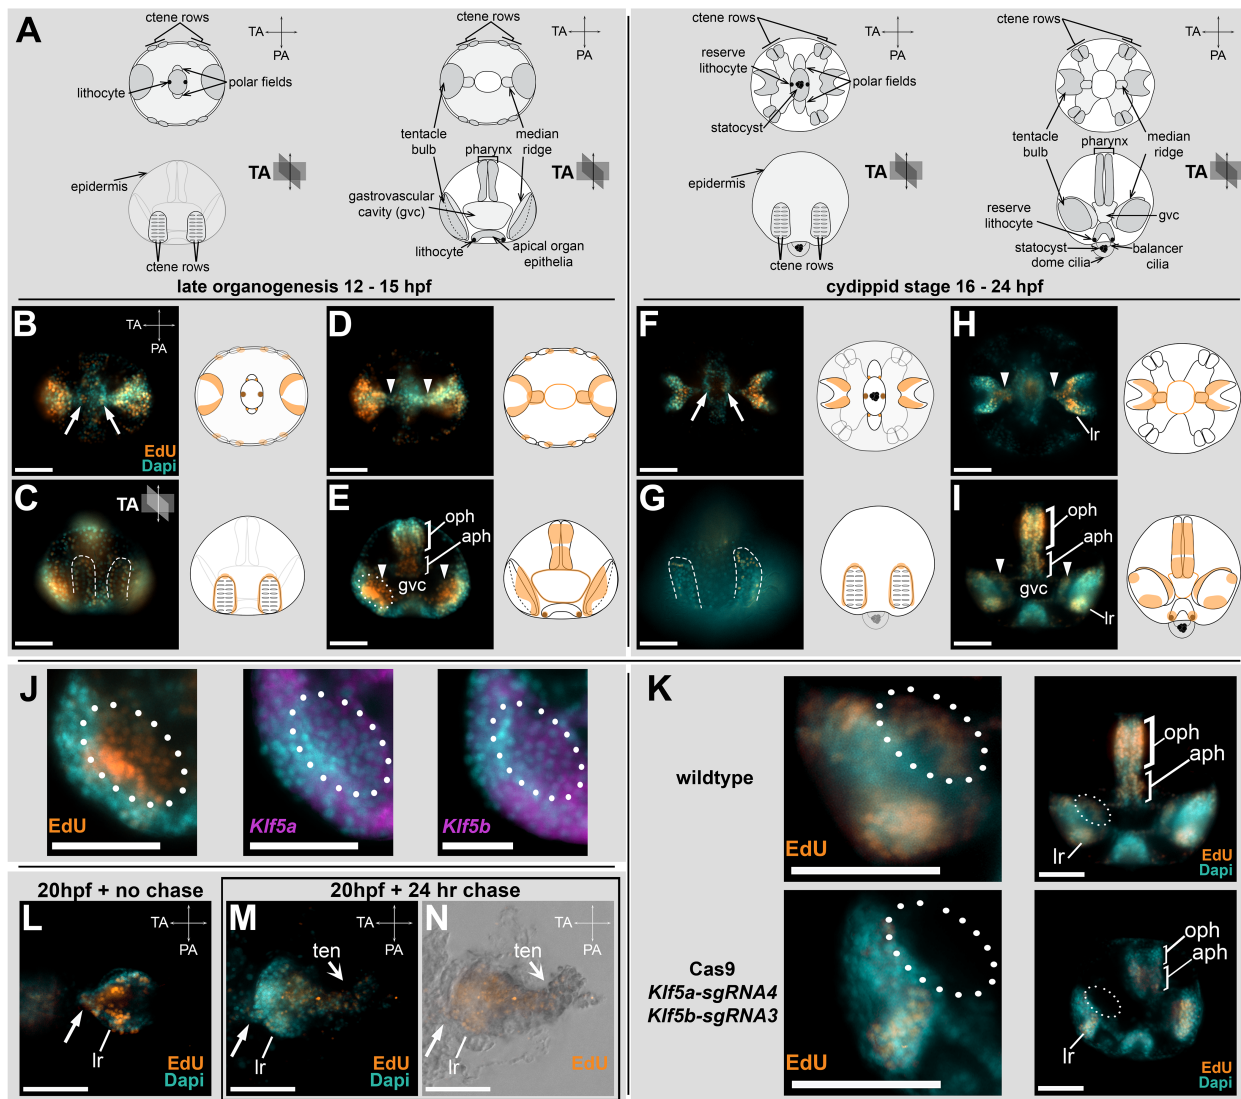 A
ctene rows
TA
PA
lithocyte
polar fields
ctene rows
TA
PA
tentacle
bulb
median
ridge
epidermis
TA
ctene rows
pharynx
TA
gastrovascular
cavity (gvc)
lithocyte
apical organ
epithelia
late organogenesis 12 - 15 hpf
ctene rows
TA
PA
reserve
lithocyte
polar fields
statocyst
ctene rows
TA
PA
tentacle
bulb
median
ridge
epidermis
TA
ctene rows
pharynx
TA
reserve
lithocyte
gvc
statocyst
dome cilia
balancer
cilia
cydippid stage 16 - 24 hpf
B
TA
PA
EdU
Dapi
D
C
TA
E
oph
aph
gvc
F
H
lr
G
I
oph
aph
gvc
lr
J
EdU
Klf5a
Klf5b
K
wildtype
EdU
oph
aph
lr
EdU
Dapi
Cas9
Klf5a-sgRNA4
Klf5b-sgRNA3
EdU
oph
aph
lr
EdU
Dapi
20hpf + no chase
20hpf + 24 hr chase
L
TA
PA
lr
EdU
Dapi
M
TA
PA
ten
lr
EdU
Dapi
N
TA
PA
ten
lr
EdU